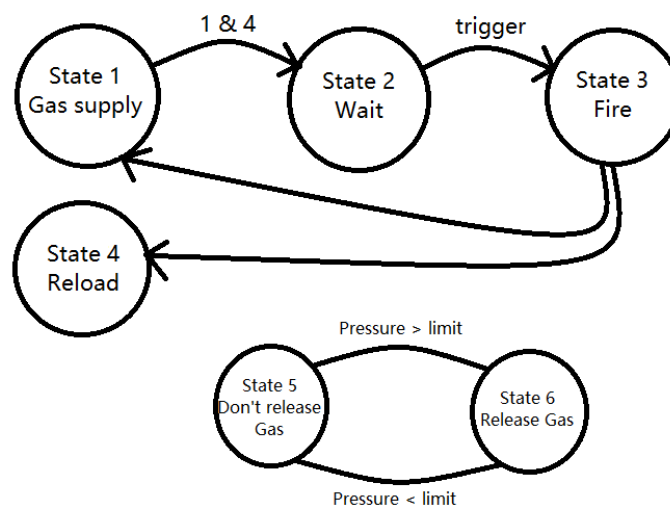 1 & 4
trigger
State 1
Gas supply
State 2
Wait
State 3
Fire
State 4
Reload
Pressure > limit
State 5
Don't release
Gas
State 6
Release Gas
Pressure < limit